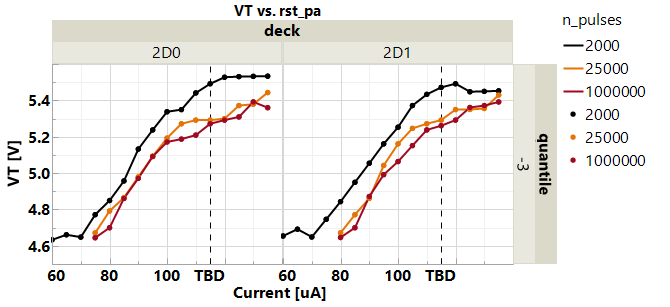 VT vs. rst_pa
deck
2D0 2D1
n_pulses
2000
25000
1000000
2000
25000
1000000
VT [V]
5.4
5.2
5.0
4.8
4.6
60 80 100 TBD 60 80 100 TBD
Current [uA]
-3
quantile